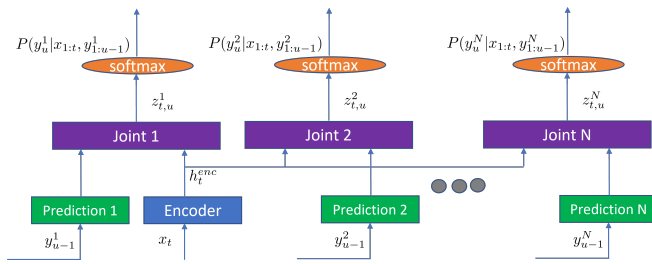 P(y_u^1|x_{1:t}, y_{1:u-1}^1) P(y_u^2|x_{1:t}, y_{1:u-1}^2) P(y_u^N|x_{1:t}, y_{1:u-1}^N)
softmax softmax softmax
z_{t,u}^1 z_{t,u}^2 z_{t,u}^N
Joint 1 Joint 2 Joint N
h_t^{enc}
Prediction 1 Encoder Prediction 2 Prediction N
y_{u-1}^1 x_t y_{u-1}^2 y_{u-1}^N